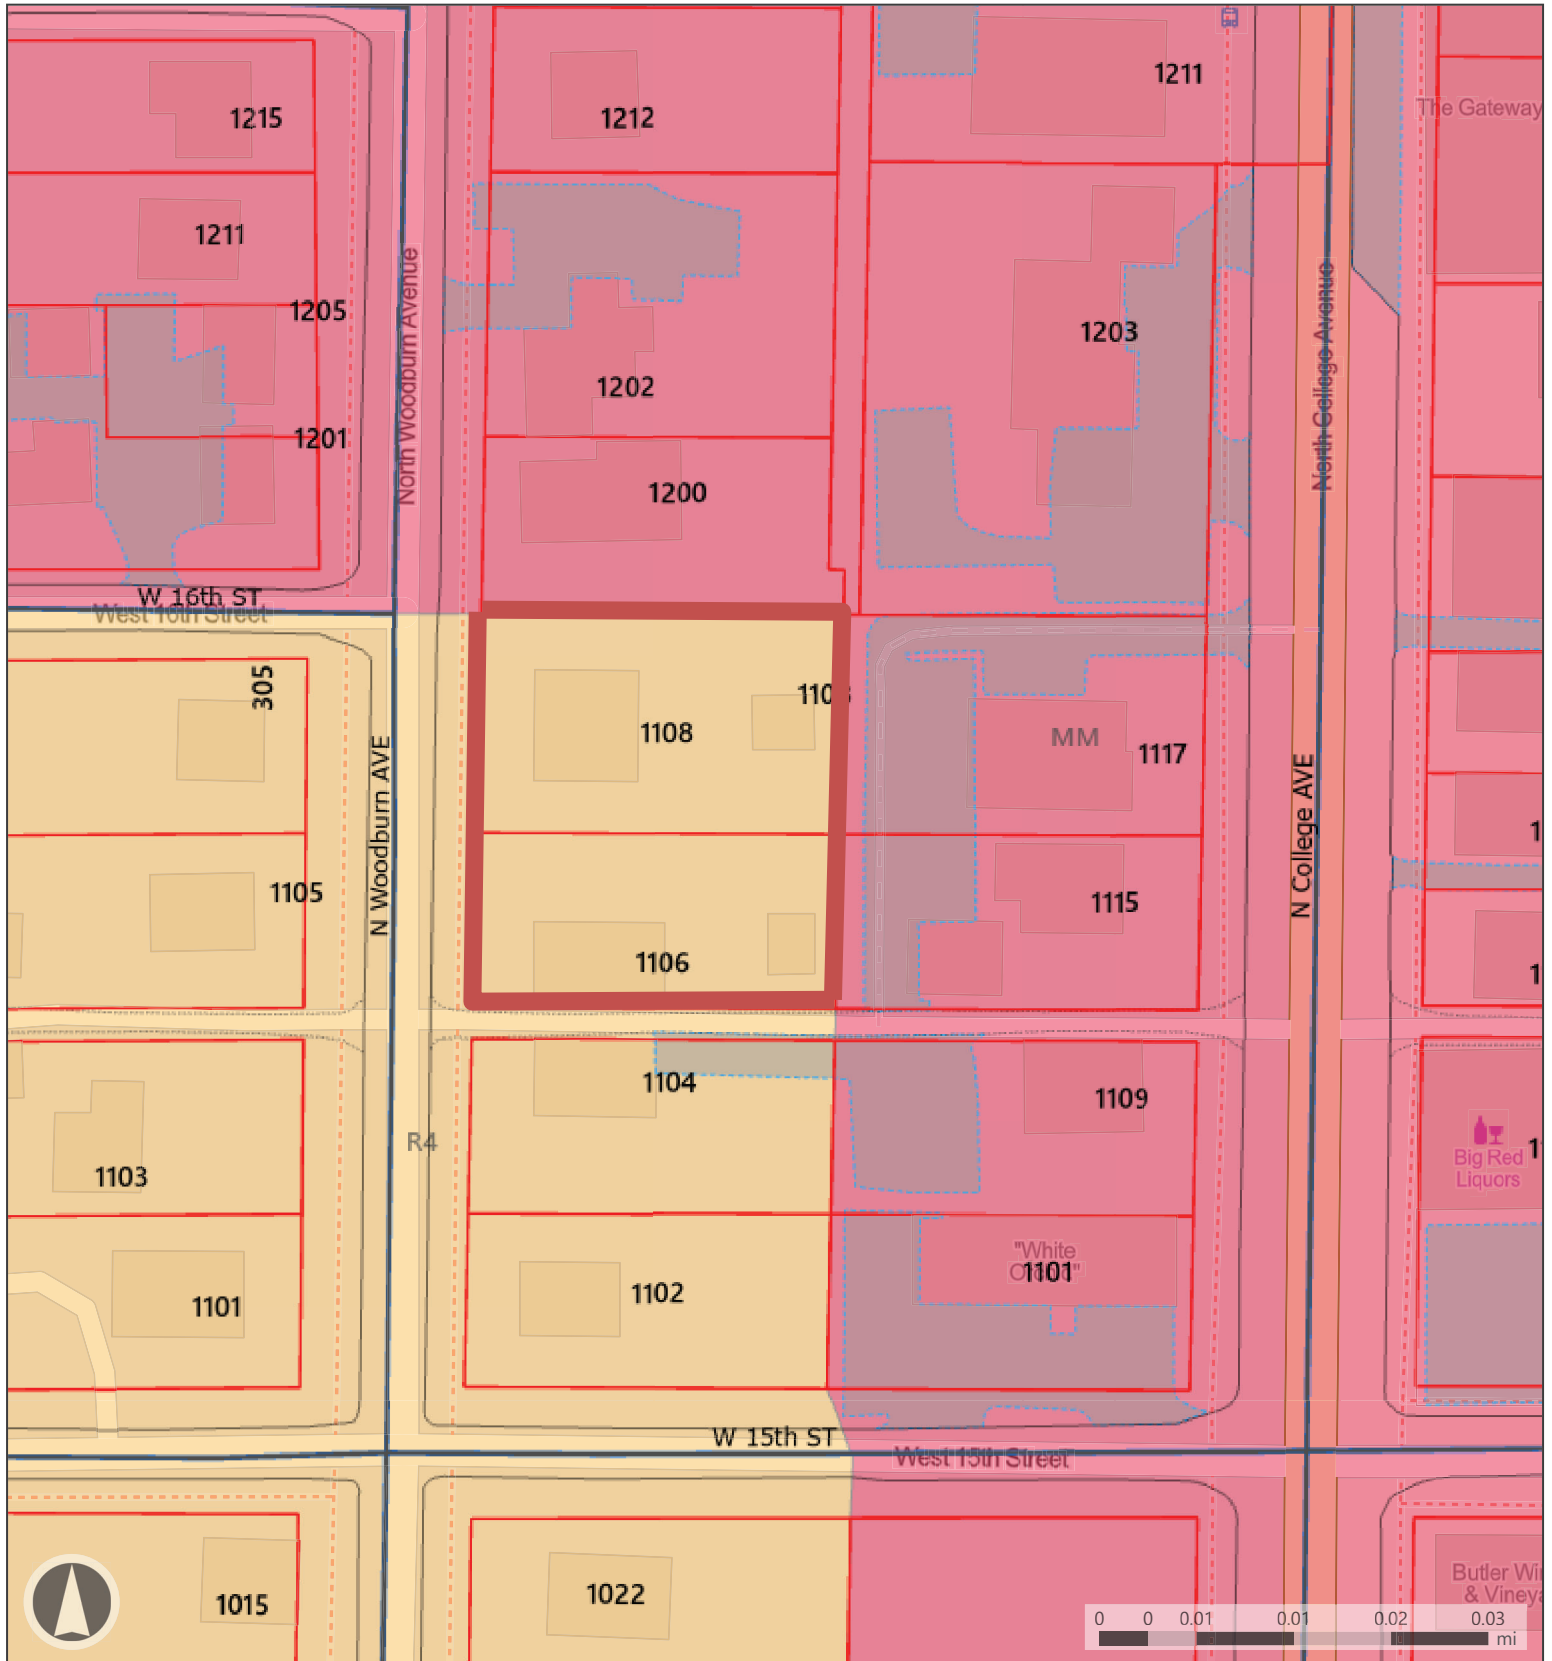 1215
1212
1211
The Gateway
1211
1205
1203
1202
1201
1200
North Woodburn Avenue
North College Avenue
W 16th ST
West 16th Street
305
1108
1108
MM
1117
N Woodburn AVE
N College AVE
1105
1106
1115
1104
1109
R4
1103
Big Red
Liquors
"White
1101
1101
1102
W 15th ST
West 15th Street
1015
1022
Butler Wi
& Viney
0 0 0.01 0.01 0.02 0.03
mi